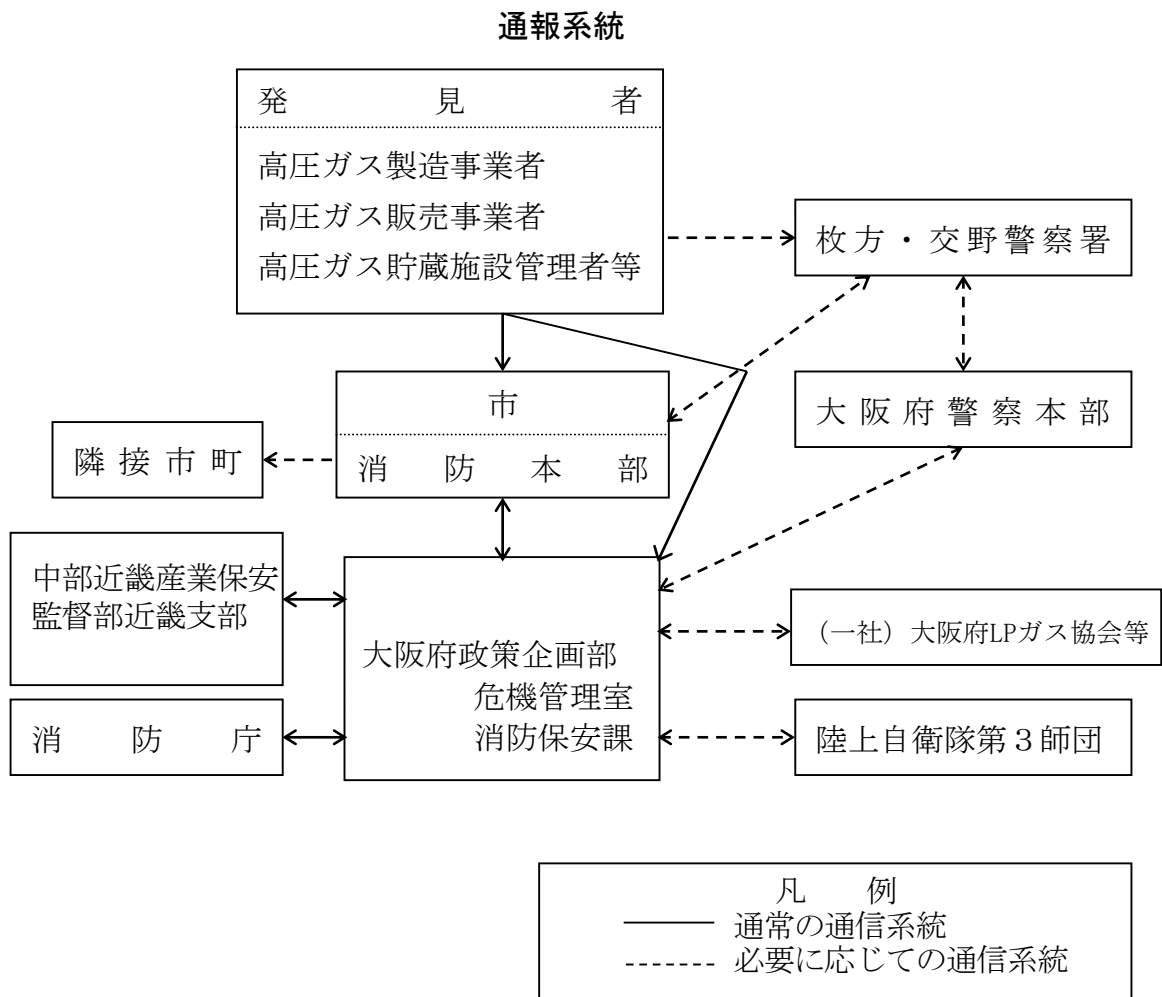 通報系統
発見者
高圧ガス製造事業者
高圧ガス販売事業者
高圧ガス貯蔵施設管理者等
枚方・交野警察署
市
消防本部
大阪府警察本部
隣接市町
中部近畿産業保安
監督部近畿支部
大阪府政策企画部
危機管理室
消防保安課
（一社）大阪府LPガス協会等
消防庁
陸上自衛隊第３師団
凡例
通常の通信系統
必要に応じての通信系統